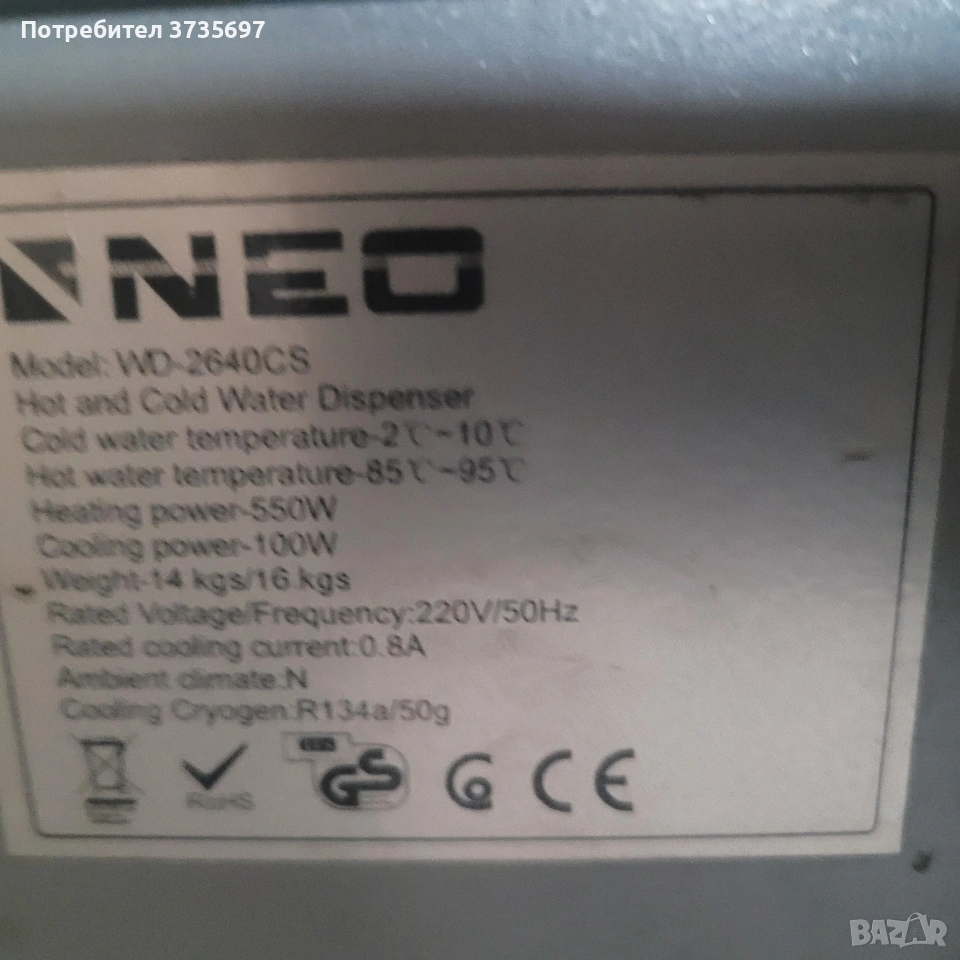 Потребител 3735697
NEO
Model: WD-2640CS
Hot and Cold Water Dispenser
Cold water temperature-2℃~10℃
Hot water temperature-85℃~95℃
Heating power-550W
Cooling power-100W
Weight-14 kgs/16 kgs
Rated Voltage/Frequency:220V/50Hz
Rated cooling current:0.8A
Ambient climate:N
Cooling Cryogen:R134a/50g
RoHS
GS
CE
BAZAR